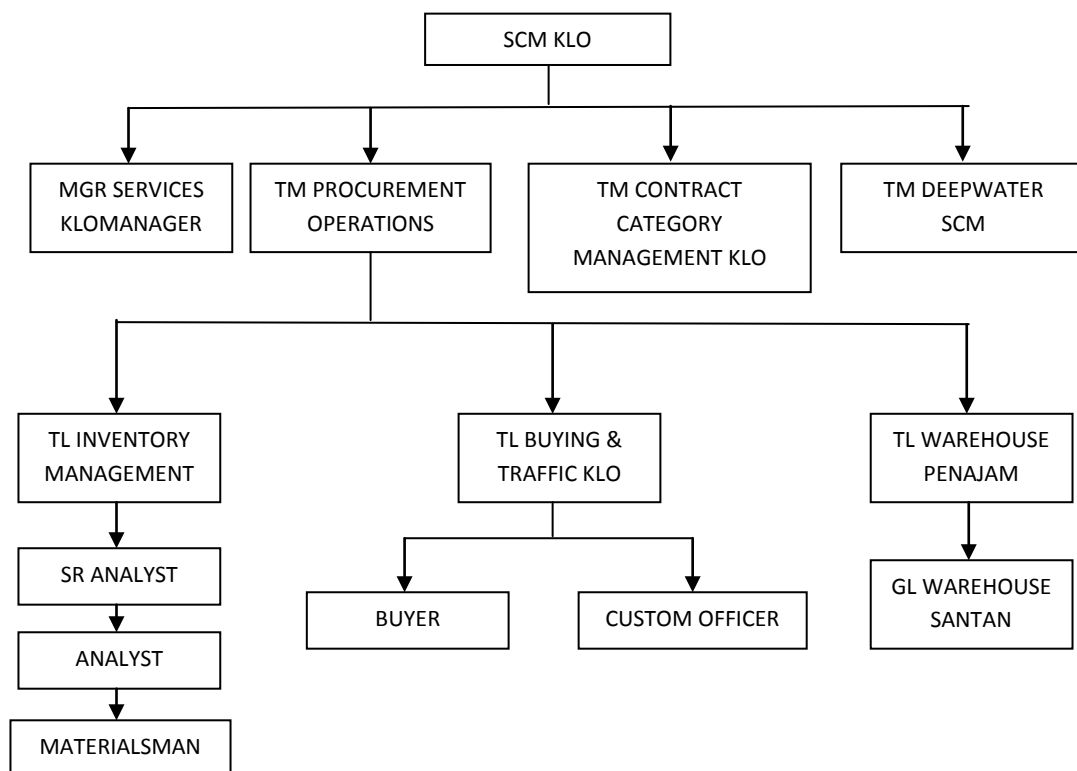 SCM KLO
MGR SERVICES
KLOMANAGER
TM PROCUREMENT
OPERATIONS
TM CONTRACT
CATEGORY
MANAGEMENT KLO
TM DEEPWATER
SCM
TL INVENTORY
MANAGEMENT
TL BUYING &
TRAFFIC KLO
TL WAREHOUSE
PENAJAM
SR ANALYST
BUYER
CUSTOM OFFICER
GL WAREHOUSE
SANTAN
ANALYST
MATERIALSMAN